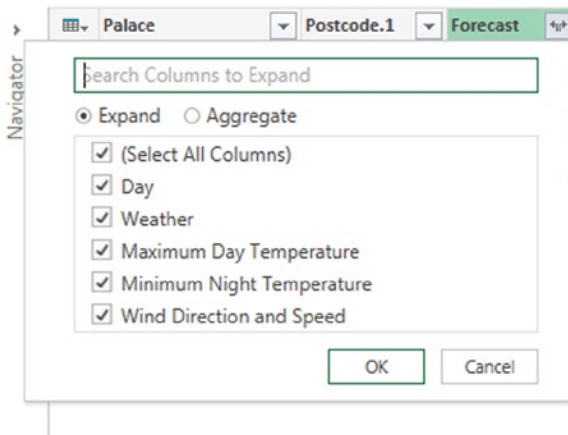 Palace Postcode.1 Forecast
Navigator
Search Columns to Expand
Expand Aggregate
(Select All Columns)
Day
Weather
Maximum Day Temperature
Minimum Night Temperature
Wind Direction and Speed
OK Cancel